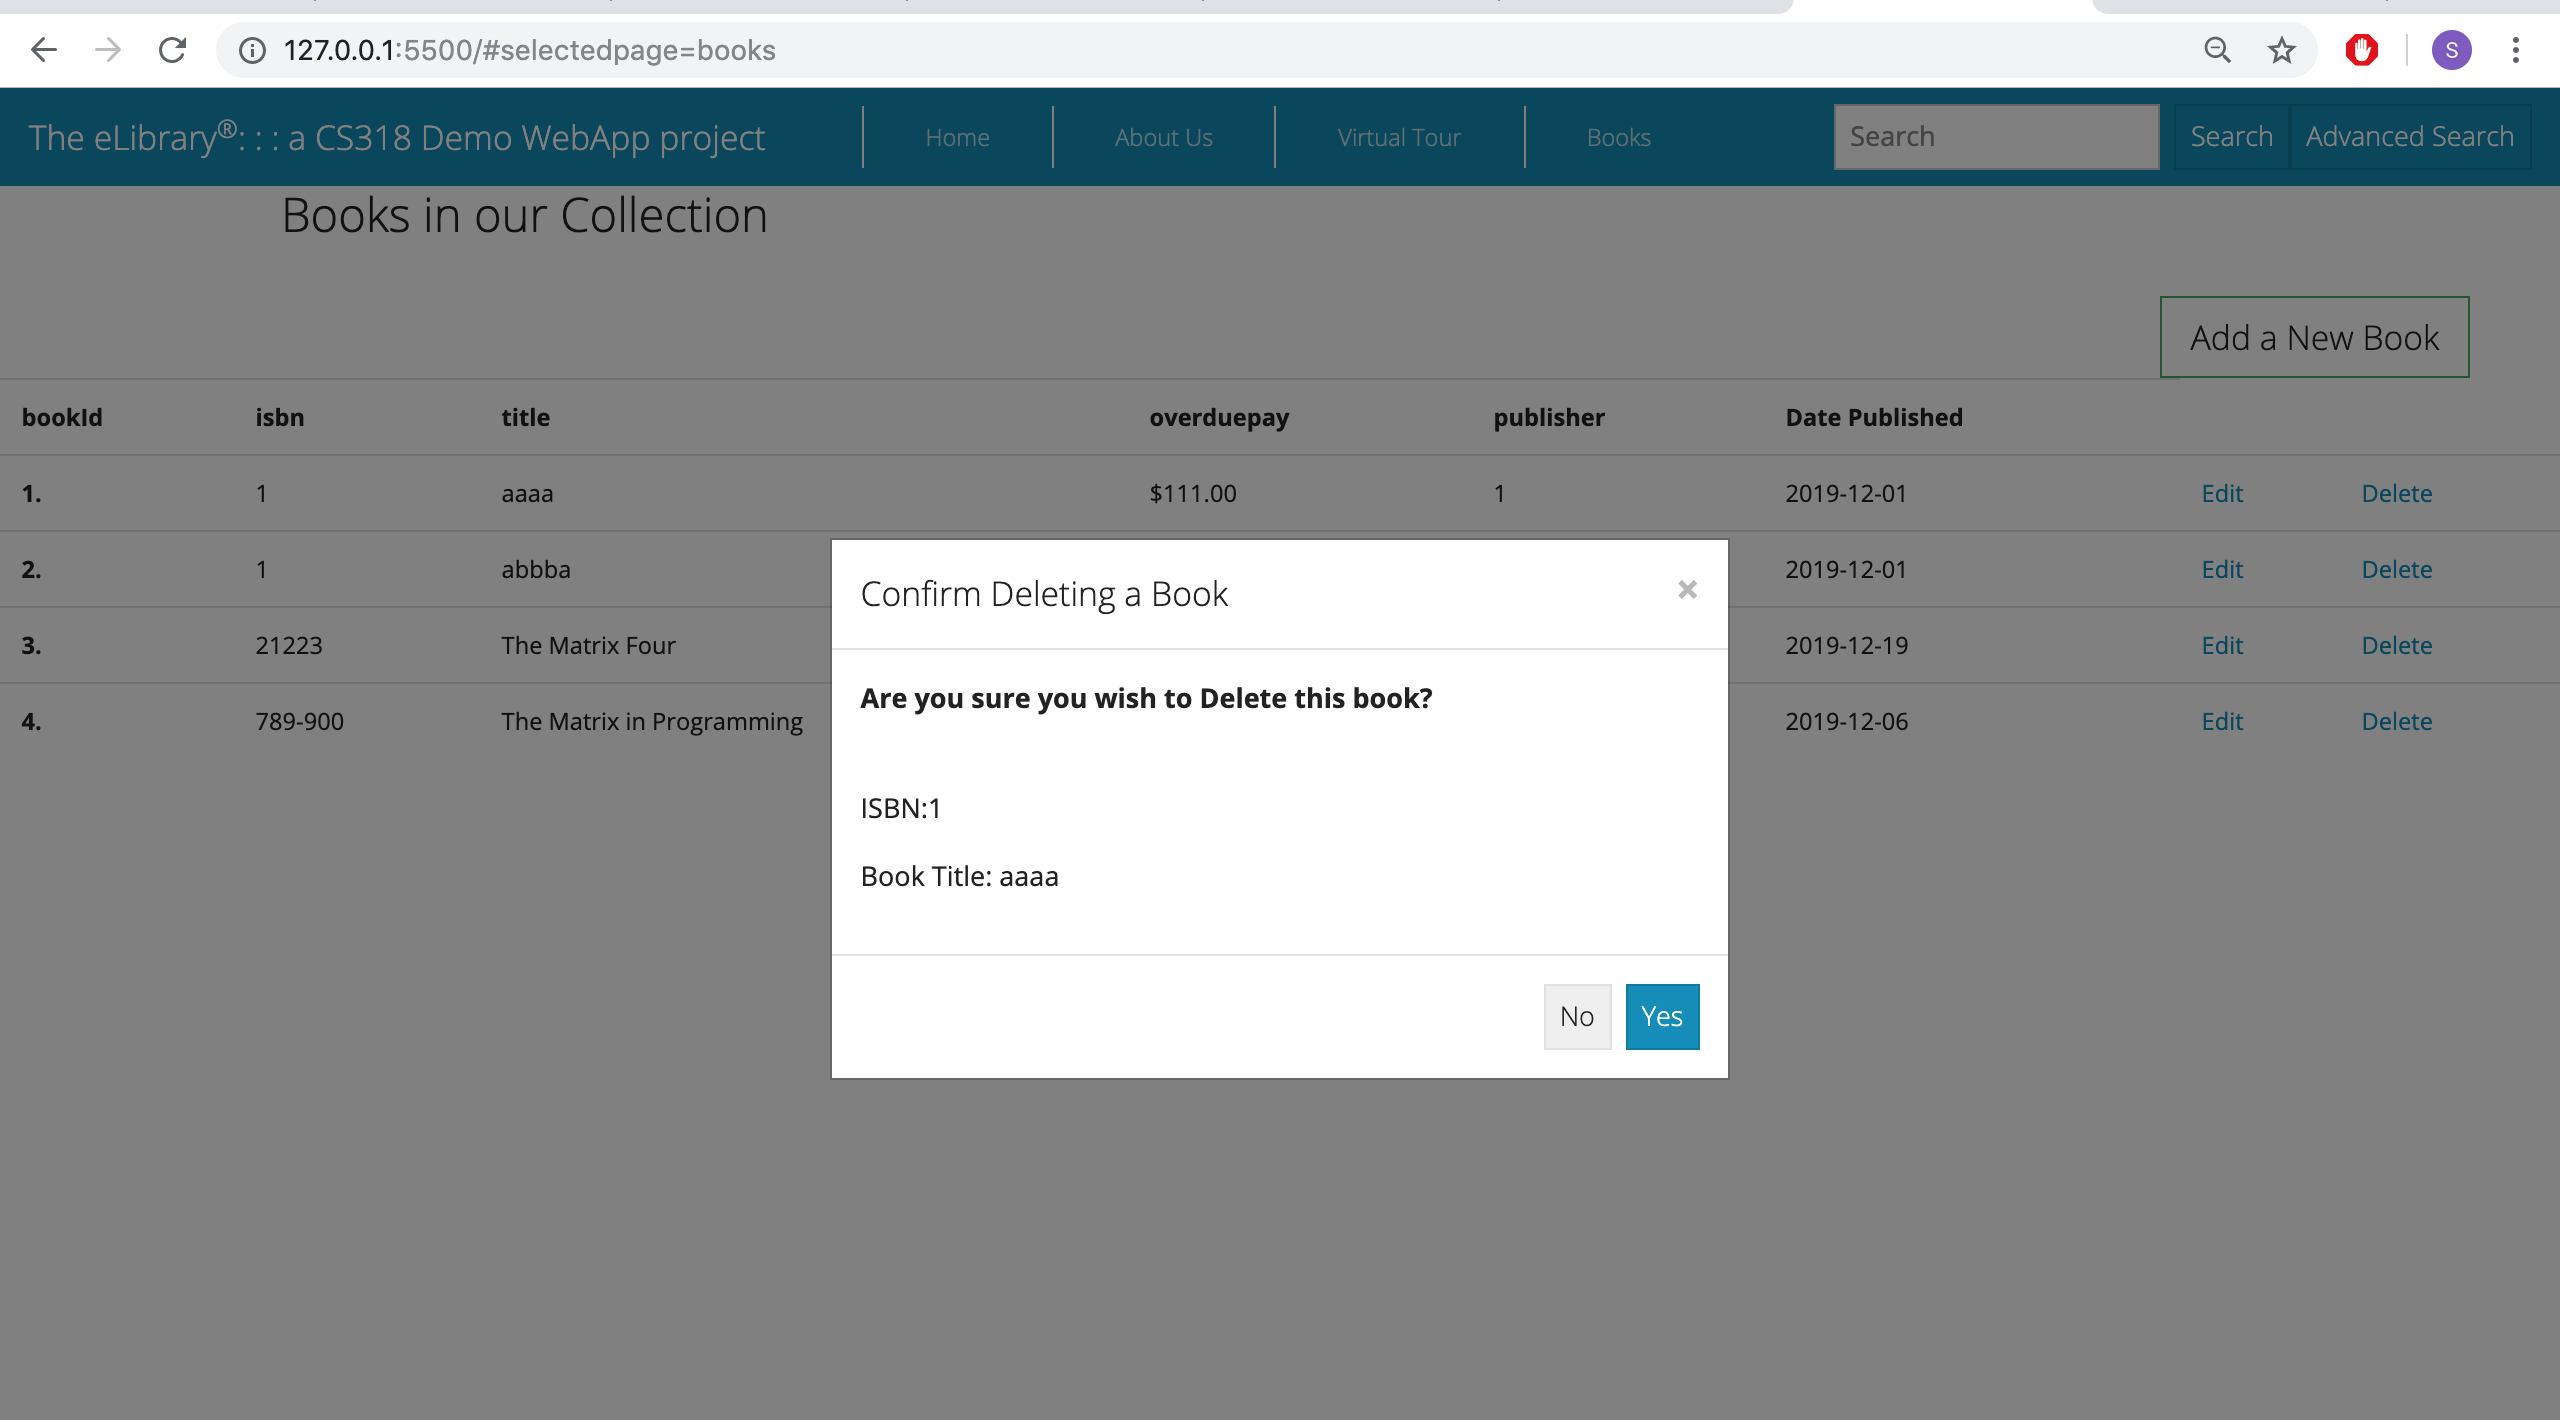 127.0.0.1:5500/#selectedpage=books
S
The eLibrary®: : : a CS318 Demo WebApp project
Home
About Us
Virtual Tour
Books
Search
Search
Advanced Search
Books in our Collection
Add a New Book
bookId isbn title overduepay publisher Date Published
1. 1 aaaa $111.00 1 2019-12-01 Edit Delete
2. 1 abbba 2019-12-01 Edit Delete
3. 21223 The Matrix Four 2019-12-19 Edit Delete
4. 789-900 The Matrix in Programming 2019-12-06 Edit Delete
Confirm Deleting a Book ×
Are you sure you wish to Delete this book?
ISBN:1
Book Title: aaaa
No
Yes